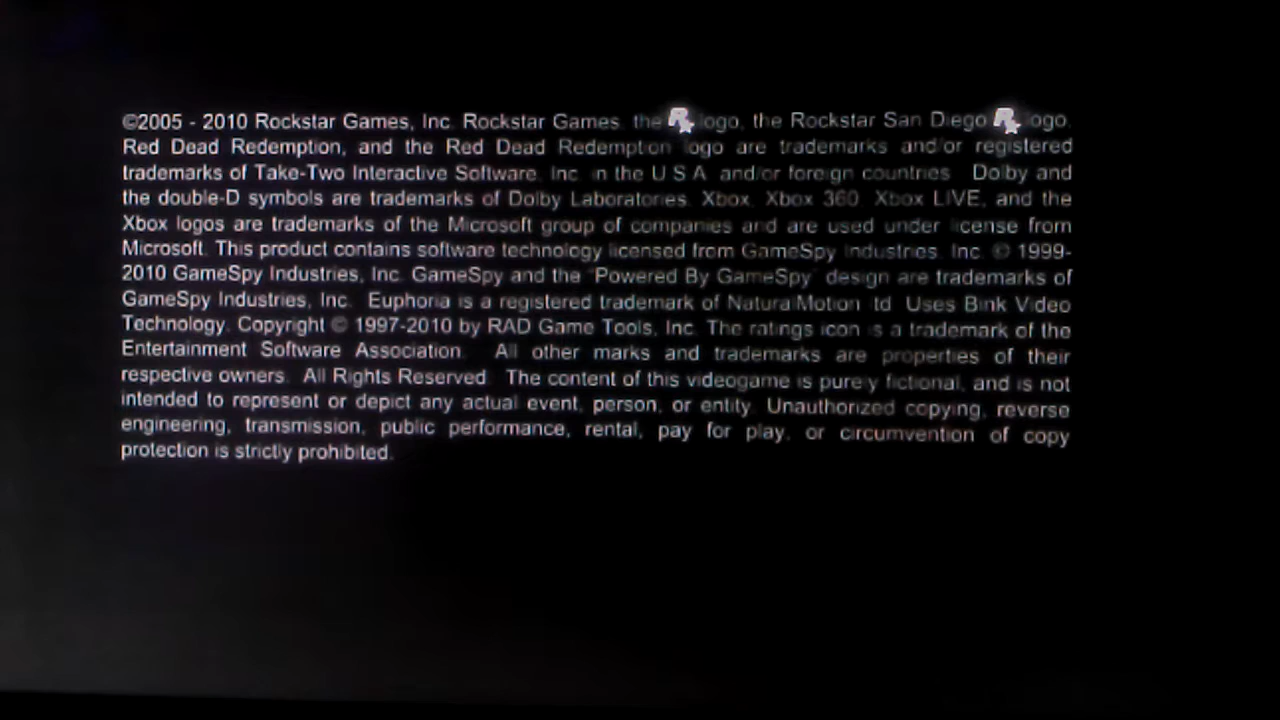 ©2005 - 2010 Rockstar Games, Inc. Rockstar Games, the R logo, the Rockstar San Diego R logo,
Red Dead Redemption, and the Red Dead Redemption logo are trademarks and/or registered
trademarks of Take-Two Interactive Software, Inc. in the U.S.A. and/or foreign countries. Dolby and
the double-D symbols are trademarks of Dolby Laboratories. Xbox, Xbox 360, Xbox LIVE, and the
Xbox logos are trademarks of the Microsoft group of companies and are used under license from
Microsoft. This product contains software technology licensed from GameSpy Industries, Inc. © 1999-
2010 GameSpy Industries, Inc. GameSpy and the "Powered By GameSpy" design are trademarks of
GameSpy Industries, Inc. Euphoria is a registered trademark of NaturalMotion Ltd. Uses Bink Video
Technology. Copyright © 1997-2010 by RAD Game Tools, Inc. The ratings icon is a trademark of the
Entertainment Software Association. All other marks and trademarks are properties of their
respective owners. All Rights Reserved. The content of this videogame is purely fictional, and is not
intended to represent or depict any actual event, person, or entity. Unauthorized copying, reverse
engineering, transmission, public performance, rental, pay for play, or circumvention of copy
protection is strictly prohibited.